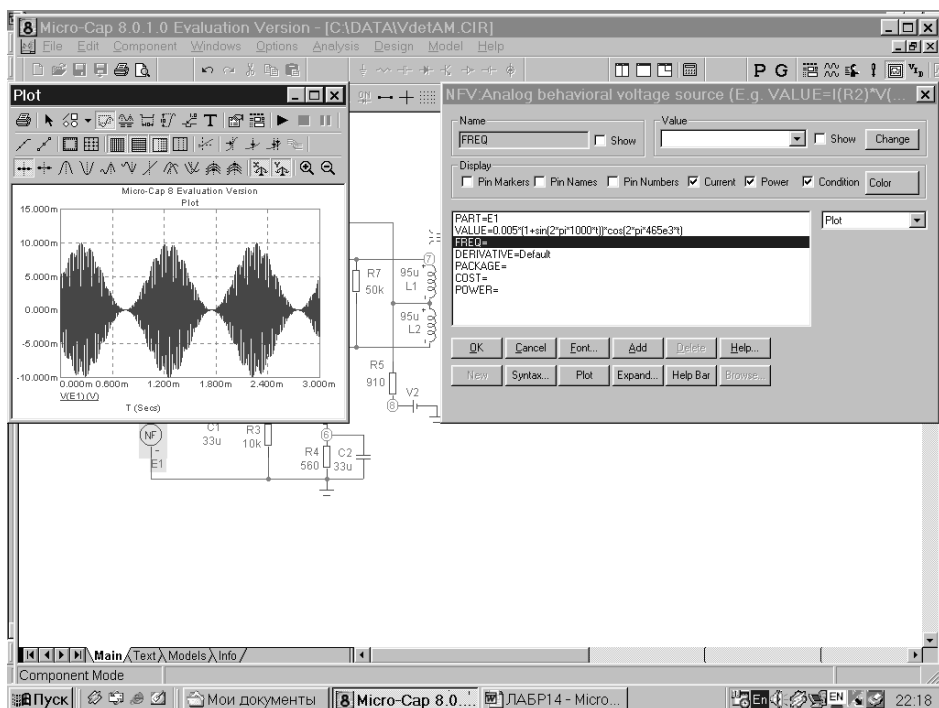 Micro-Cap 8.0.1.0 Evaluation Version - [C:\DATA\VdetAM.CIR]
File Edit Component Windows Options Analysis Design Model Help
P G
Plot
T
Micro-Cap 8 Evaluation Version
Plot
15.000m
10.000m
5.000m
0.000m
-5.000m
-10.000m
0.000m 0.600m 1.200m 1.800m 2.400m 3.000m
V(E1) (V)
T (Secs)
NFV:Analog behavioral voltage source (E.g. VALUE=I(R2)*V(...
Name
FREQ
Show
Value
Show
Change
Display
Pin Markers Pin Names Pin Numbers Current Power Condition Color
PART=E1
VALUE=0.005*(1+sin(2*pi*1000*t))*cos(2*pi*465e3*t)
FREQ=
DERIVATIVE=Default
PACKAGE=
COST=
POWER=
Plot
OK Cancel Font... Add Delete Help...
New Syntax... Plot Expand... Help Bar Browse...
R7
50k
7
95u
L1
95u
L2
R5
910
V2
8
NF
-
E1
C1
33u
R3
10k
6
R4
560
C2
33u
Main Text Models Info
Component Mode
Пуск
Мои документы
8 Micro-Cap 8.0....
ЛАБР14 - Micro...
En
EN
22:18